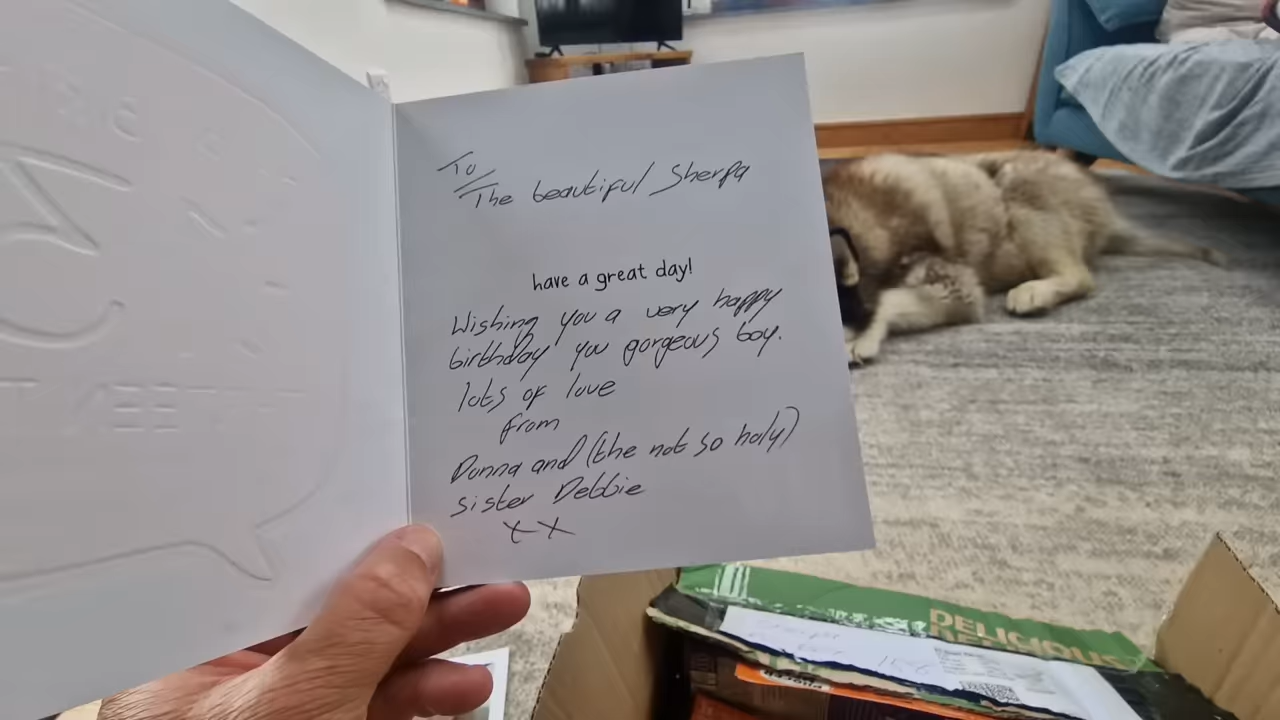 To
The beautiful Sherpa
have a great day!
Wishing you a very happy
birthday you gorgeous boy.
lots of love
from
Donna and (the not so holy)
sister Debbie
xx
DELICIOUS